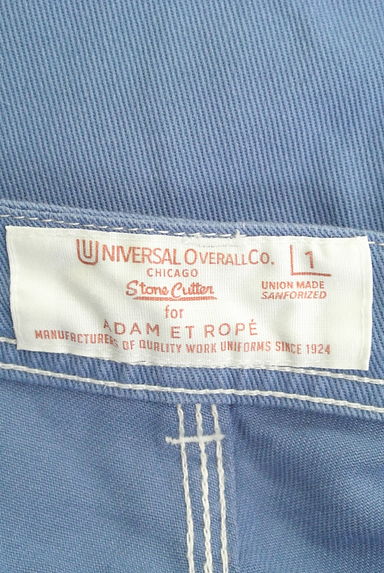 UNIVERSAL OVERALL CO.
CHICAGO
Stone Cutter
for
ADAM ET ROPÉ
MANUFACTURERS OF QUALITY WORK UNIFORMS SINCE 1924
1
UNION MADE
SANFORIZED